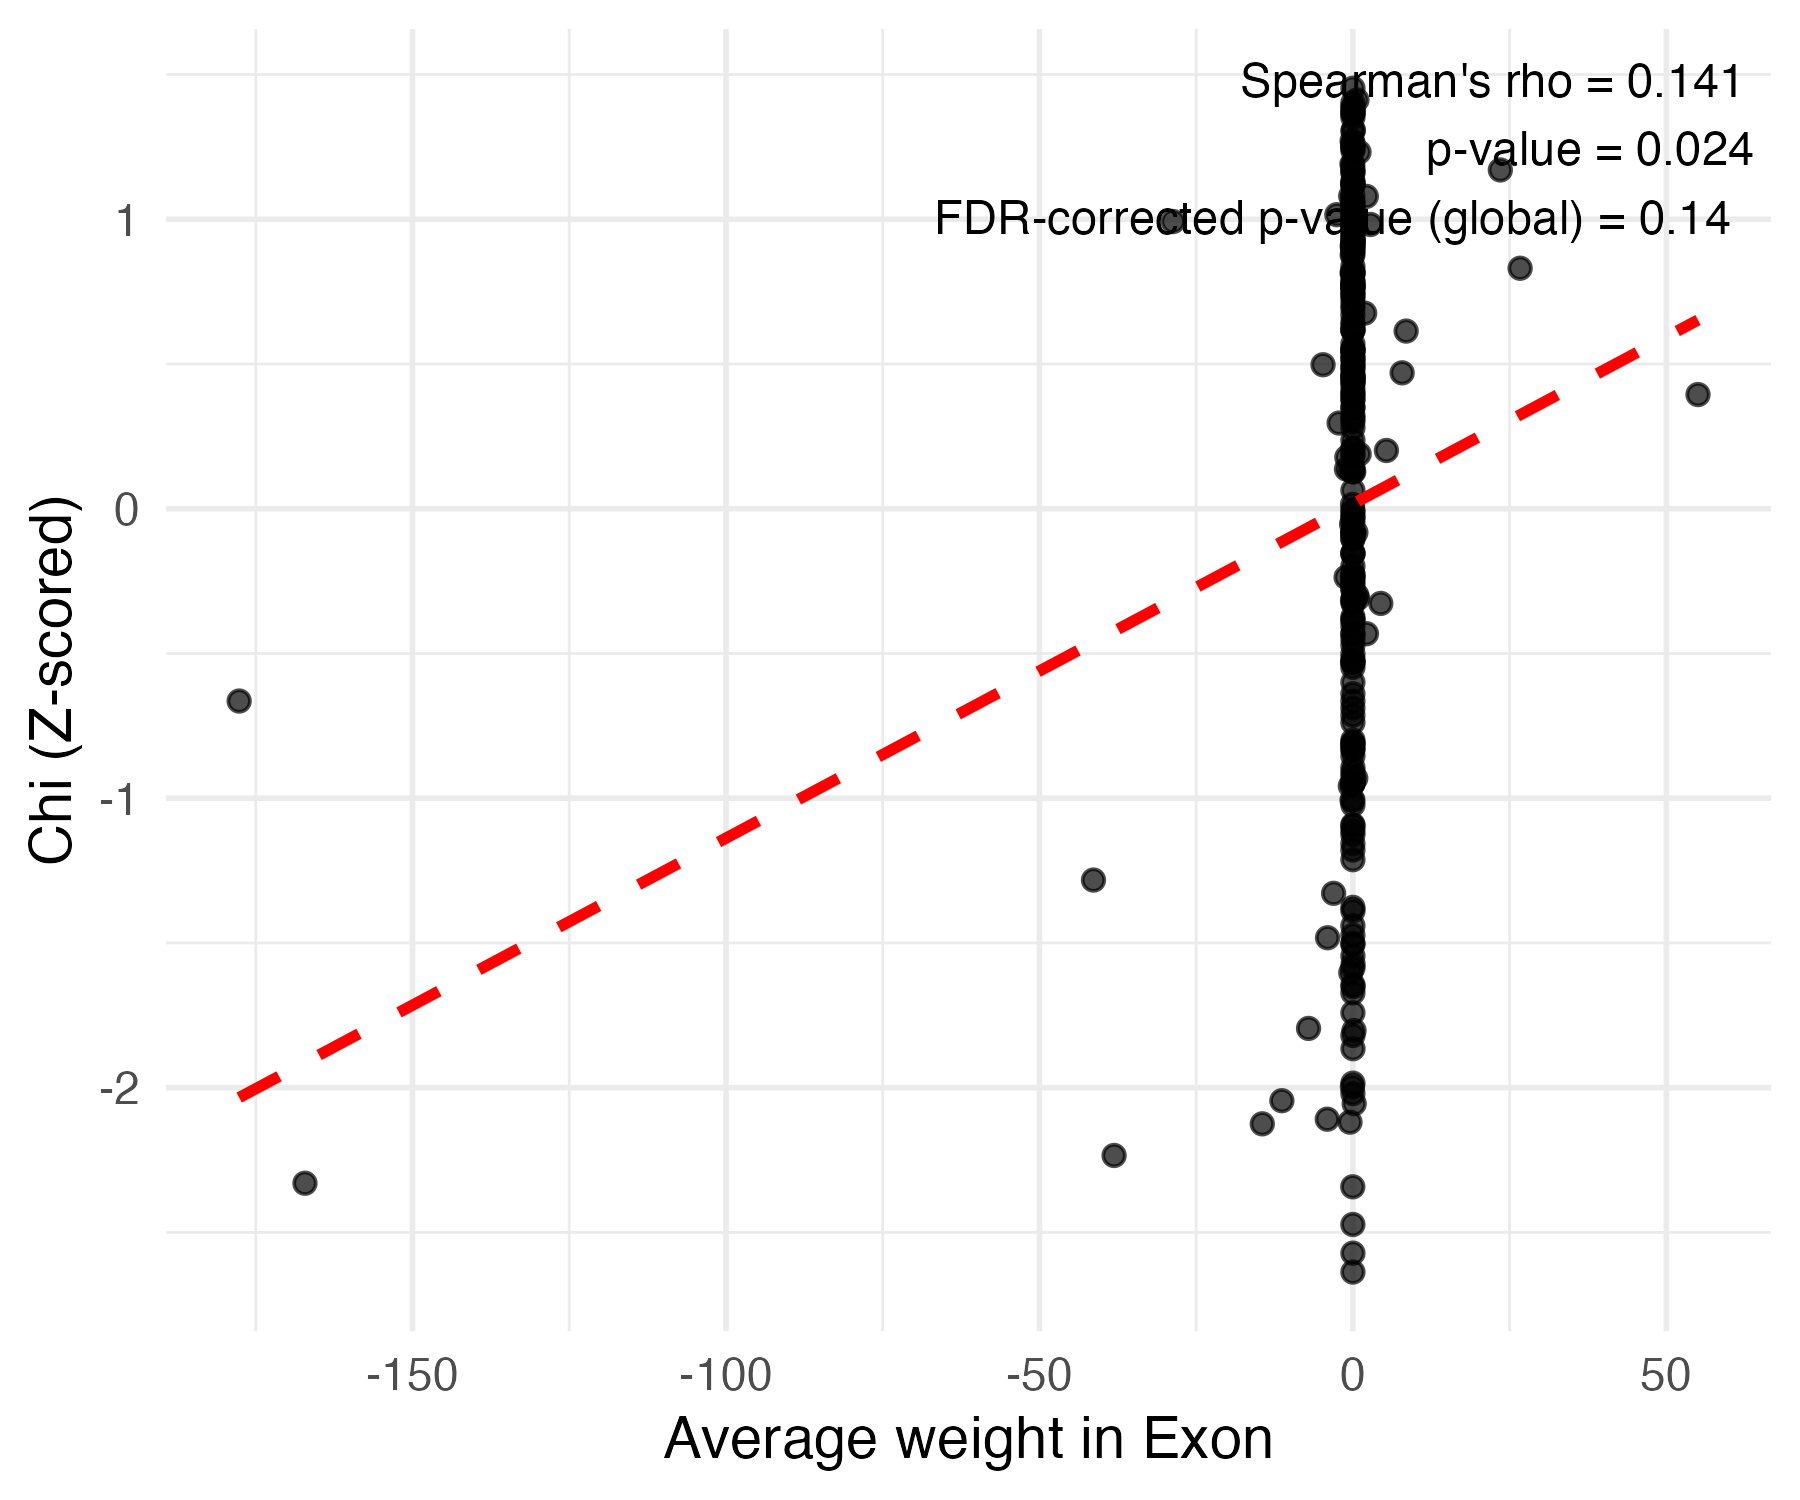 Spearman's rho = 0.141
p-value = 0.024
FDR-corrected p-value (global) = 0.14
1
0
-1
-2
Chi (Z-scored)
-150
-100
-50
0
50
Average weight in Exon